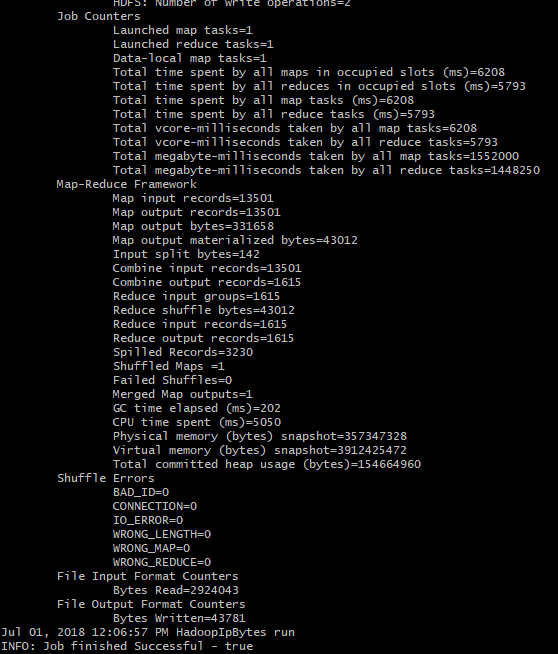 HDFS: Number of write operations=2
Job Counters
Launched map tasks=1
Launched reduce tasks=1
Data-local map tasks=1
Total time spent by all maps in occupied slots (ms)=6208
Total time spent by all reduces in occupied slots (ms)=5793
Total time spent by all map tasks (ms)=6208
Total time spent by all reduce tasks (ms)=5793
Total vcore-milliseconds taken by all map tasks=6208
Total vcore-milliseconds taken by all reduce tasks=5793
Total megabyte-milliseconds taken by all map tasks=1552000
Total megabyte-milliseconds taken by all reduce tasks=1448250
Map-Reduce Framework
Map input records=13501
Map output records=13501
Map output bytes=331658
Map output materialized bytes=43012
Input split bytes=142
Combine input records=13501
Combine output records=1615
Reduce input groups=1615
Reduce shuffle bytes=43012
Reduce input records=1615
Reduce output records=1615
Spilled Records=3230
Shuffled Maps =1
Failed Shuffles=0
Merged Map outputs=1
GC time elapsed (ms)=202
CPU time spent (ms)=5050
Physical memory (bytes) snapshot=357347328
Virtual memory (bytes) snapshot=3912425472
Total committed heap usage (bytes)=154664960
Shuffle Errors
BAD_ID=0
CONNECTION=0
IO_ERROR=0
WRONG_LENGTH=0
WRONG_MAP=0
WRONG_REDUCE=0
File Input Format Counters
Bytes Read=2924043
File Output Format Counters
Bytes Written=43781
Jul 01, 2018 12:06:57 PM HadoopIpBytes run
INFO: Job finished Successful - true